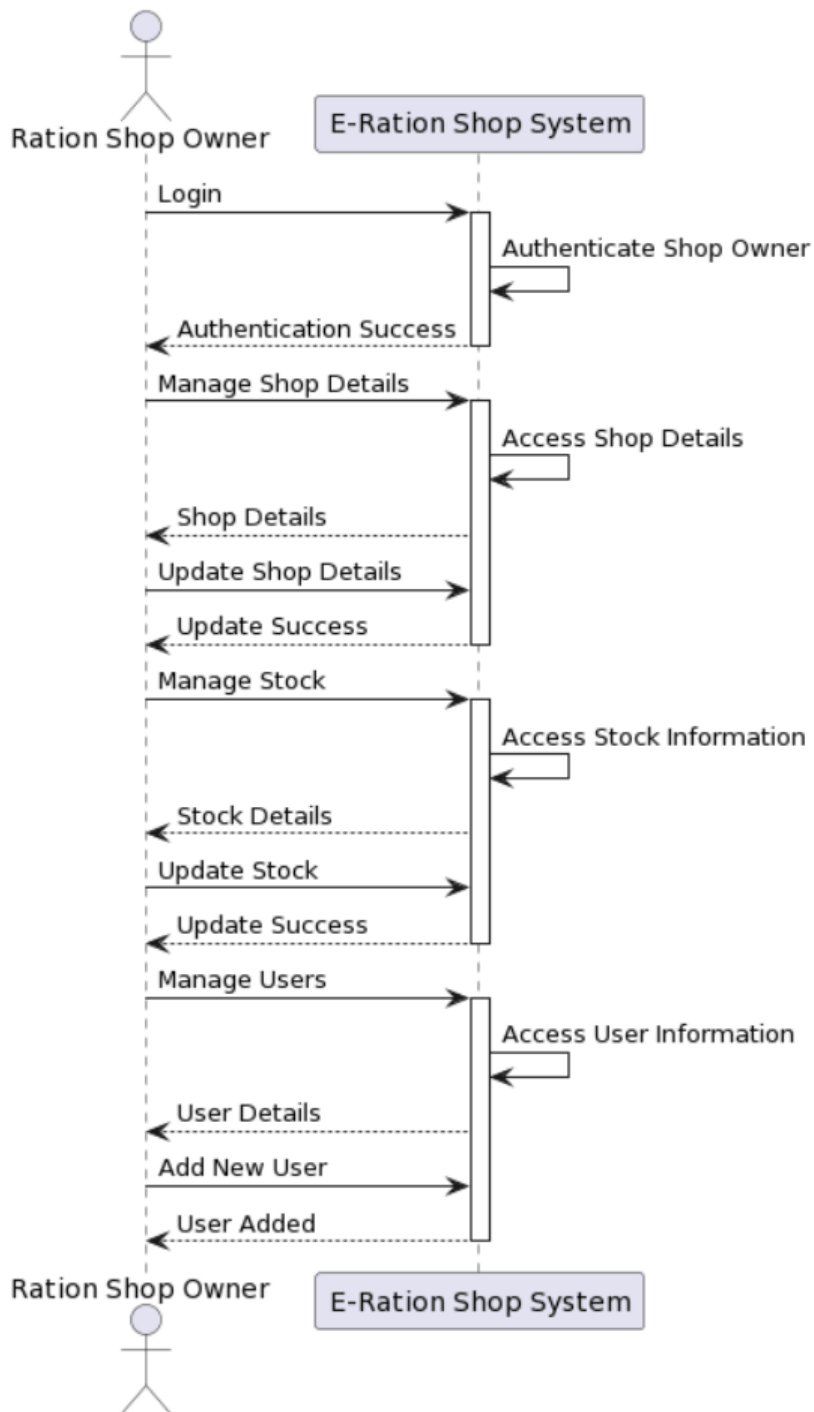 Ration Shop Owner
E-Ration Shop System
Login
Authenticate Shop Owner
Authentication Success
Manage Shop Details
Access Shop Details
Shop Details
Update Shop Details
Update Success
Manage Stock
Access Stock Information
Stock Details
Update Stock
Update Success
Manage Users
Access User Information
User Details
Add New User
User Added
Ration Shop Owner
E-Ration Shop System